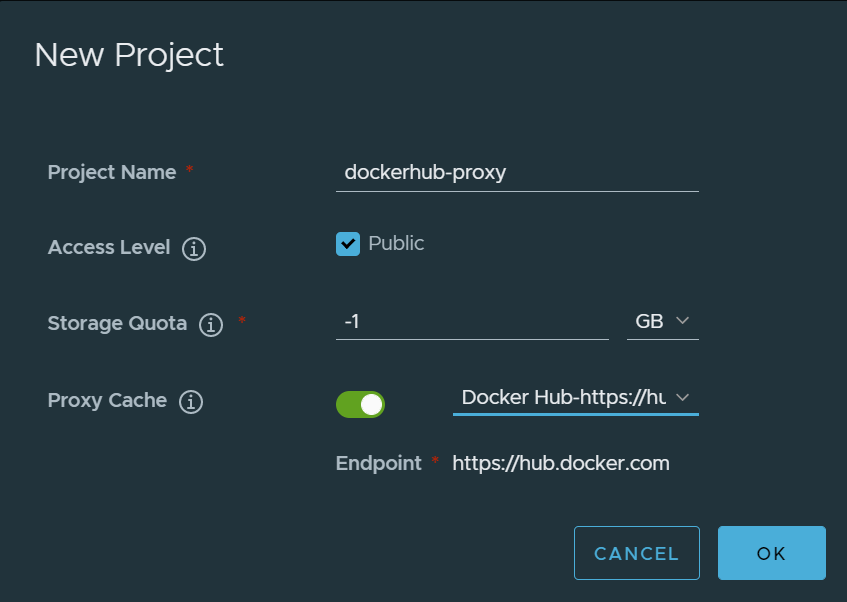 New Project
Project Name *
dockerhub-proxy
Access Level
Public
Storage Quota *
-1
GB
Proxy Cache
Docker Hub-https://hu
Endpoint * https://hub.docker.com
CANCEL
OK